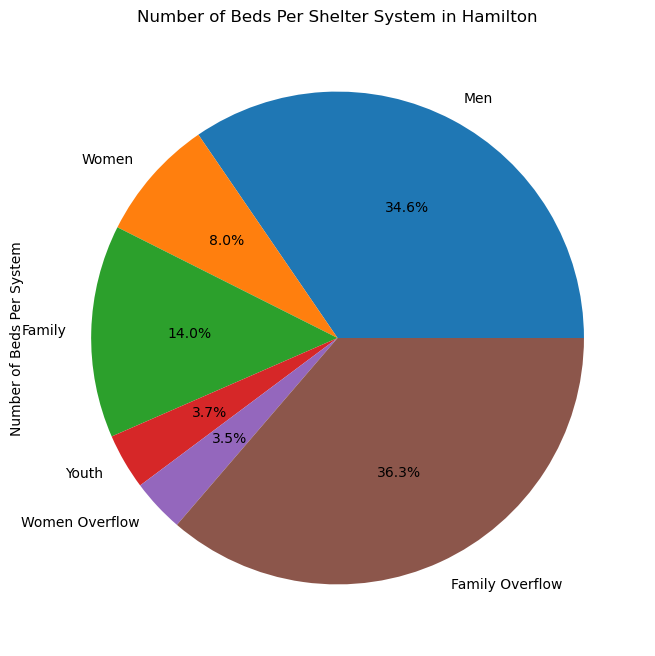 Number of Beds Per Shelter System in Hamilton
Men
Women
34.6%
8.0%
Number of Beds Per System
Family
14.0%
3.7%
3.5%
Youth
36.3%
Women Overflow
Family Overflow